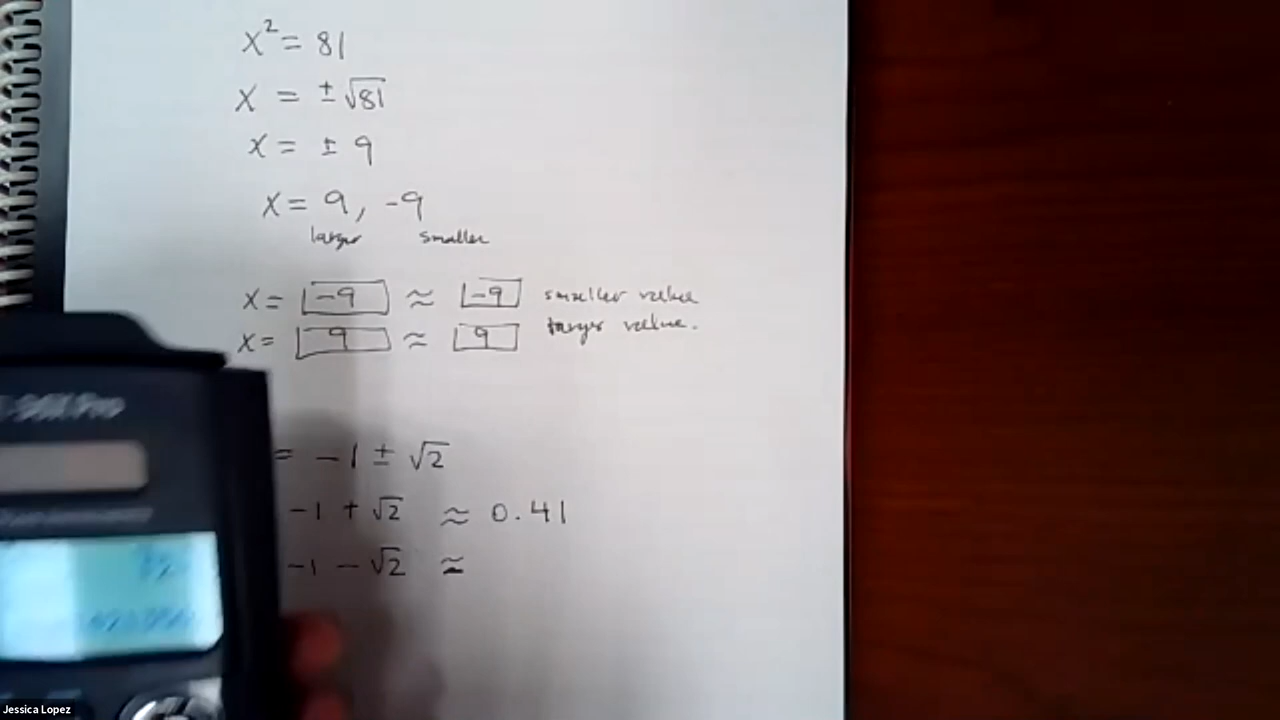 x² = 81
x = ±√81
x = ± 9
x = 9, -9
larger smaller
x = -9 ≈ -9 smaller value
x = 9 ≈ 9 larger value.
= -1 ± √2
-1 + √2 ≈ 0.41
-1 - √2 ≈
Jessica Lopez